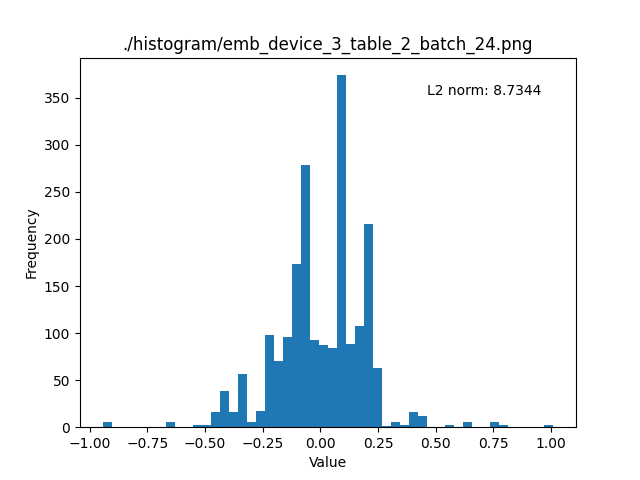 ./histogram/emb_device_3_table_2_batch_24.png
L2 norm: 8.7344
Frequency
350
300
250
200
150
100
50
0
−1.00 −0.75 −0.50 −0.25 0.00 0.25 0.50 0.75 1.00
Value